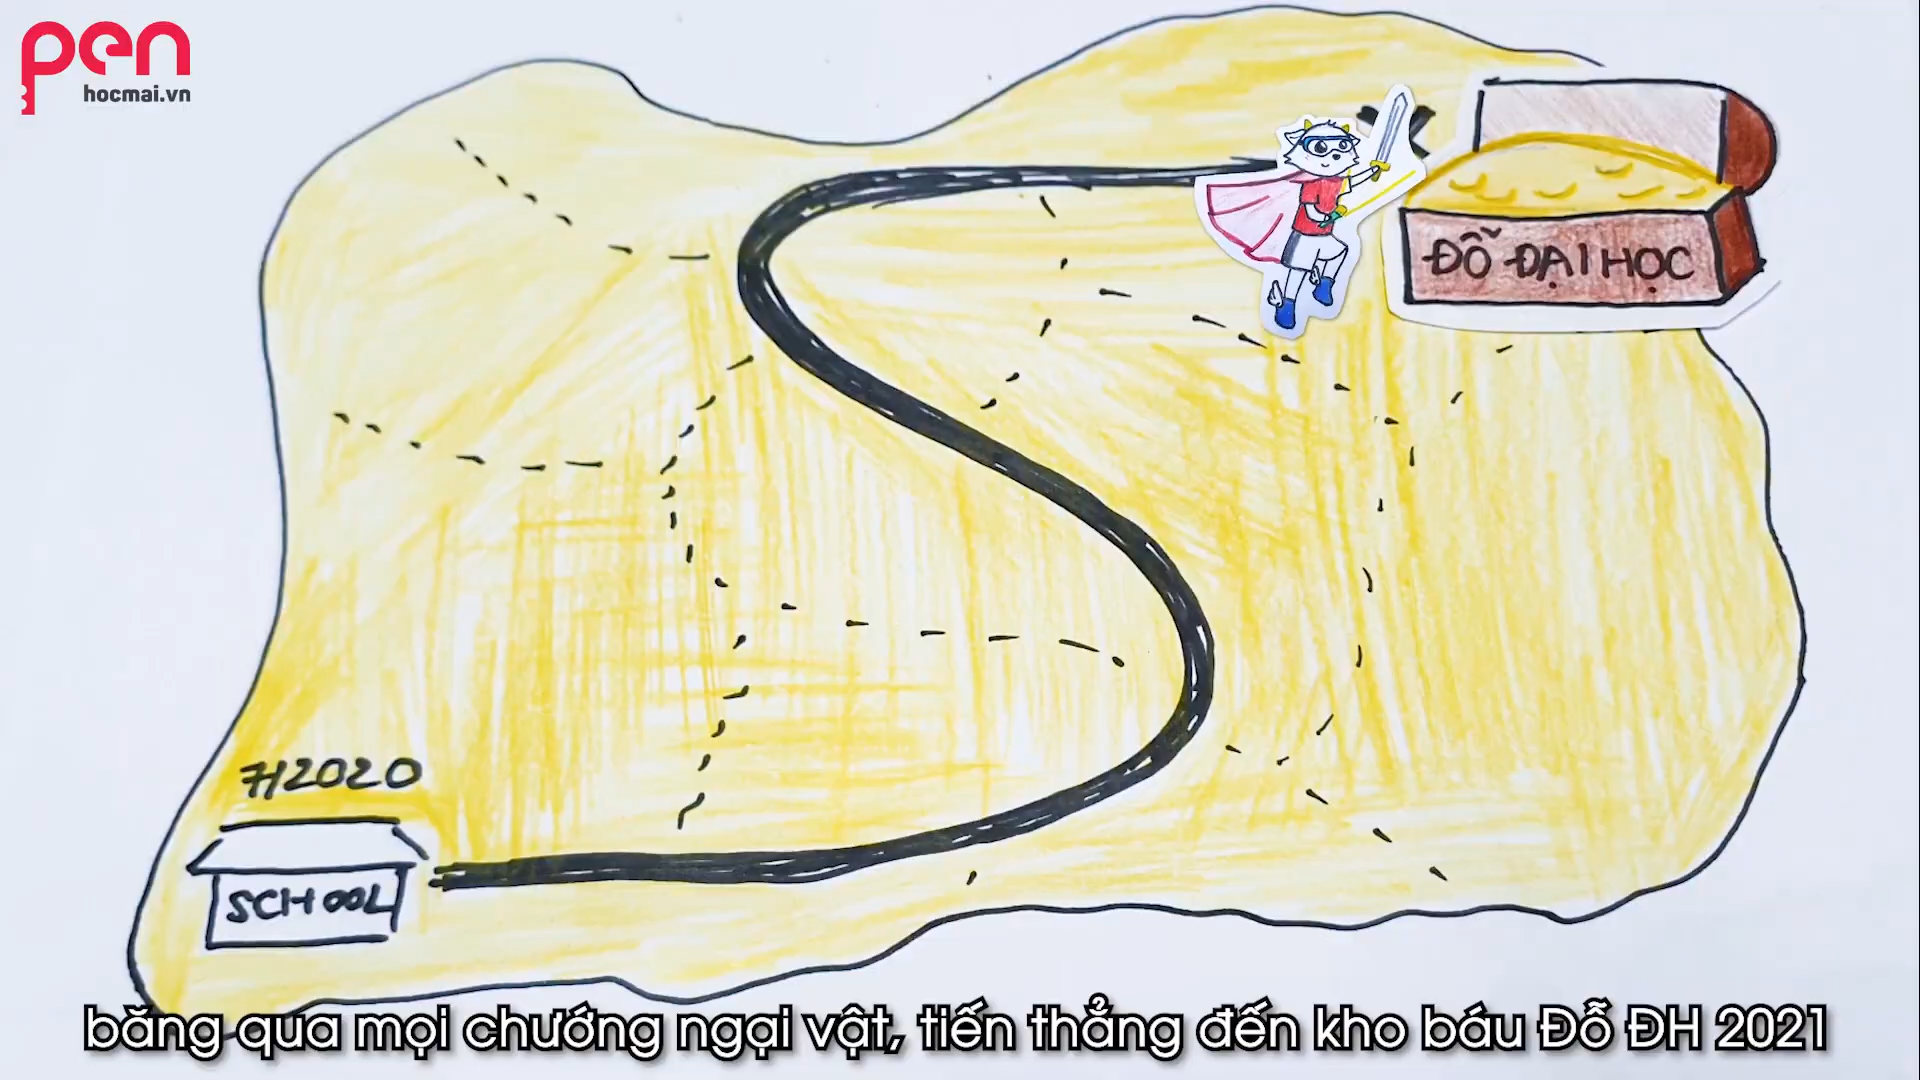 pen
hocmai.vn
ĐỖ ĐẠI HỌC
7/2020
SCHOOL
băng qua mọi chướng ngại vật, tiến thẳng đến kho báu Đỗ ĐH 2021